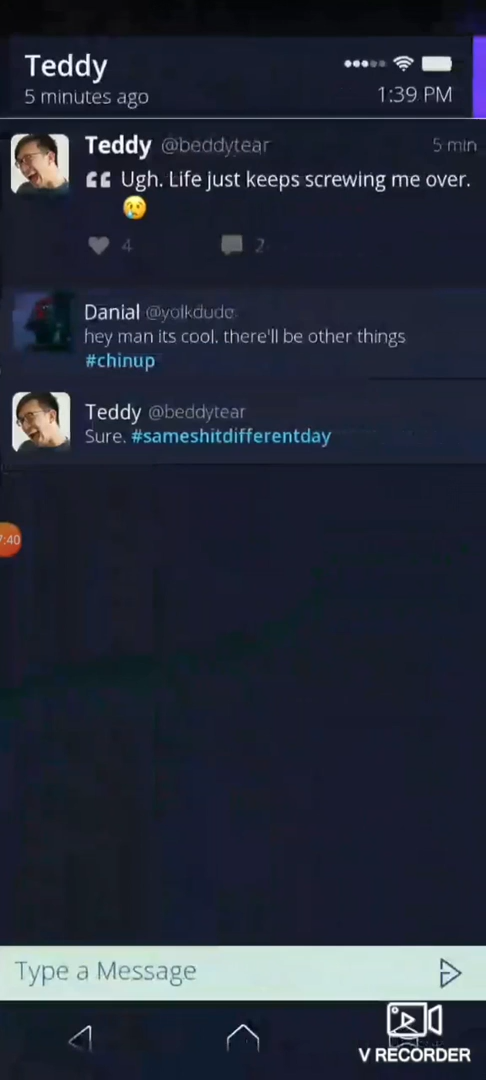 Teddy
5 minutes ago
1:39 PM
Teddy @beddytear 5 min
Ugh. Life just keeps screwing me over.
😢
4 2
Danial @yolkdude
hey man its cool. there'll be other things
#chinup
Teddy @beddytear
Sure. #sameshitdifferentday
7:40
Type a Message
V RECORDER